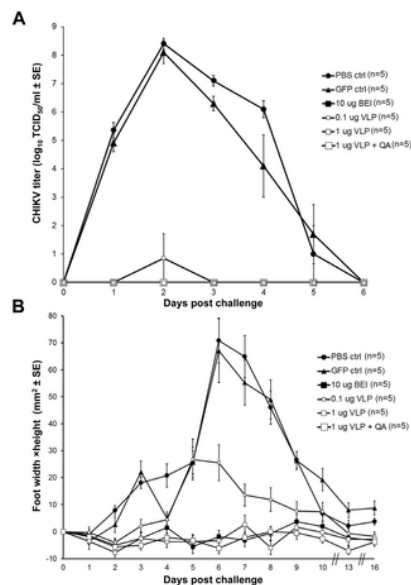 A
CHIKV titer (log10 TCID50/ml ± SE)
9
8
7
6
5
4
3
2
1
0
0 1 2 3 4 5 6
Days post challenge
PBS ctrl (n=5)
GFP ctrl (n=5)
10 ug BEI (n=5)
0.1 ug VLP (n=5)
1 ug VLP (n=5)
1 ug VLP + QA (n=5)
B
Foot width ×height (mm² ± SE)
80
70
60
50
40
30
20
10
0
-10
0 1 2 3 4 5 6 7 8 9 10 13 16
Days post challenge
PBS ctrl (n=5)
GFP ctrl (n=5)
10 ug BEI (n=5)
0.1 ug VLP (n=5)
1 ug VLP (n=5)
1 ug VLP + QA (n=5)